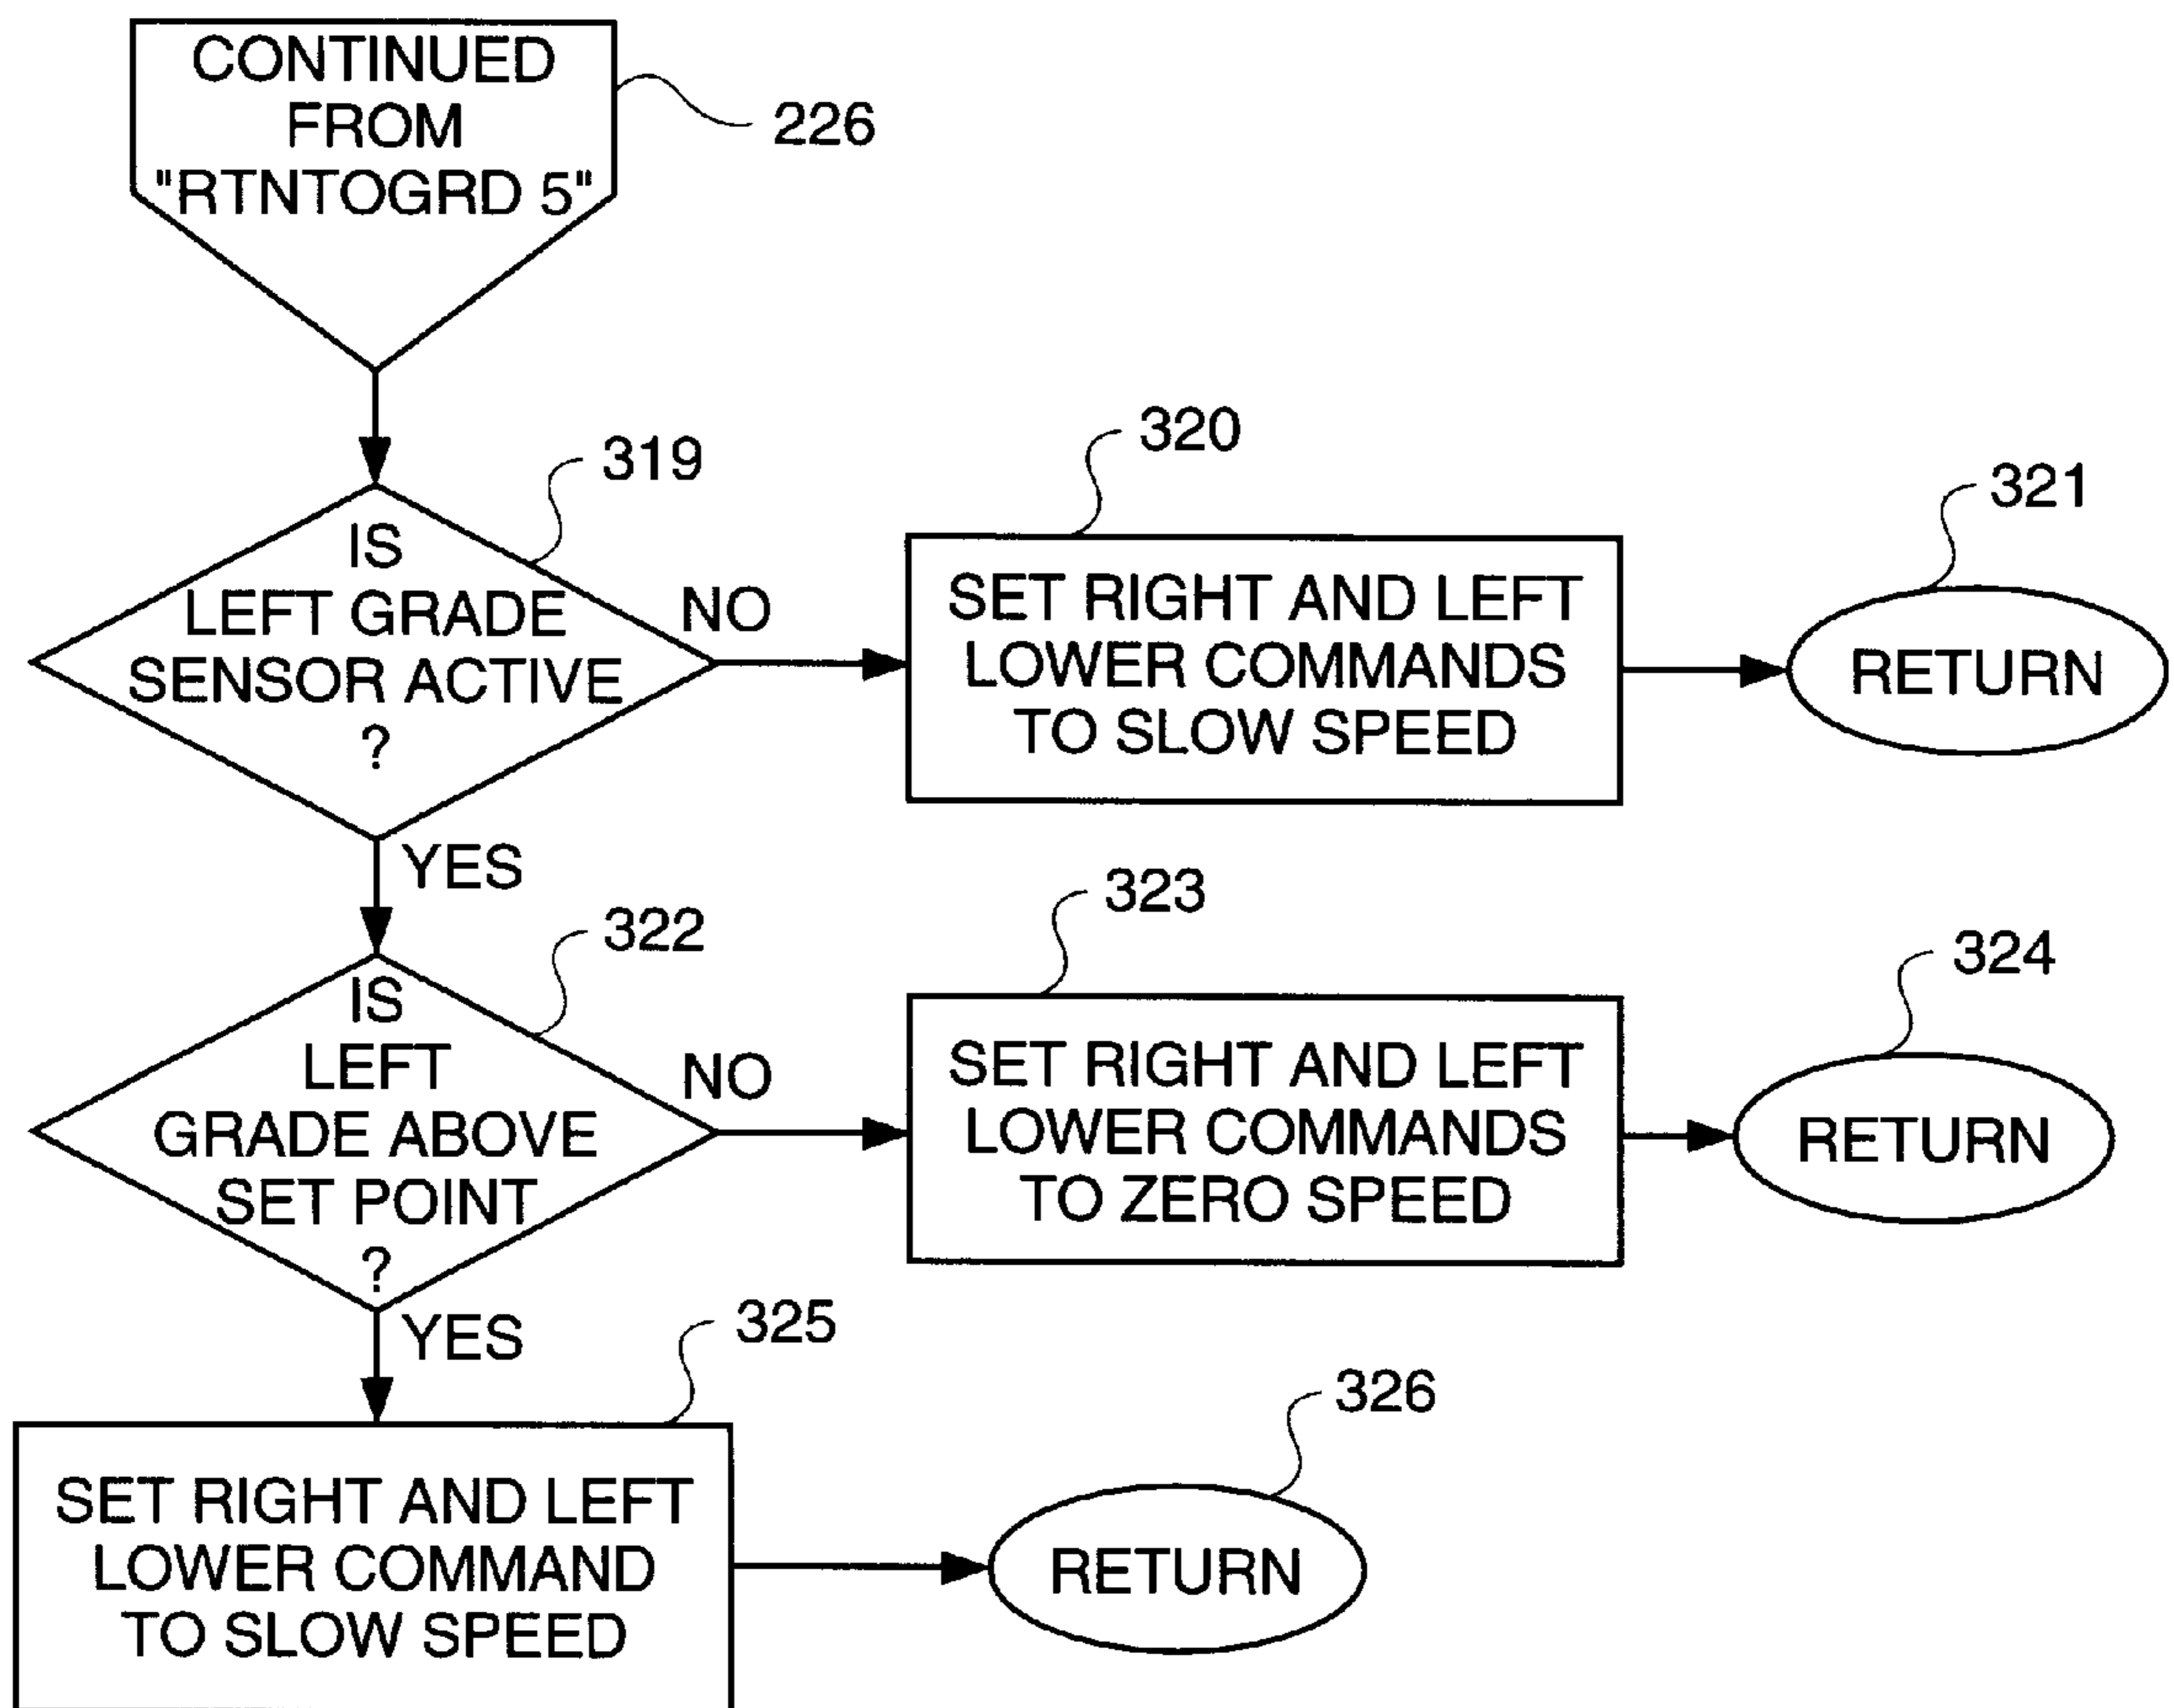 CONTINUED
FROM
"RTNTOGRD 5"
226
319
IS
LEFT GRADE
SENSOR ACTIVE
?
NO
320
SET RIGHT AND LEFT
LOWER COMMANDS
TO SLOW SPEED
321
RETURN
YES
322
IS
LEFT
GRADE ABOVE
SET POINT
?
NO
323
SET RIGHT AND LEFT
LOWER COMMANDS
TO ZERO SPEED
324
RETURN
YES
325
SET RIGHT AND LEFT
LOWER COMMAND
TO SLOW SPEED
326
RETURN